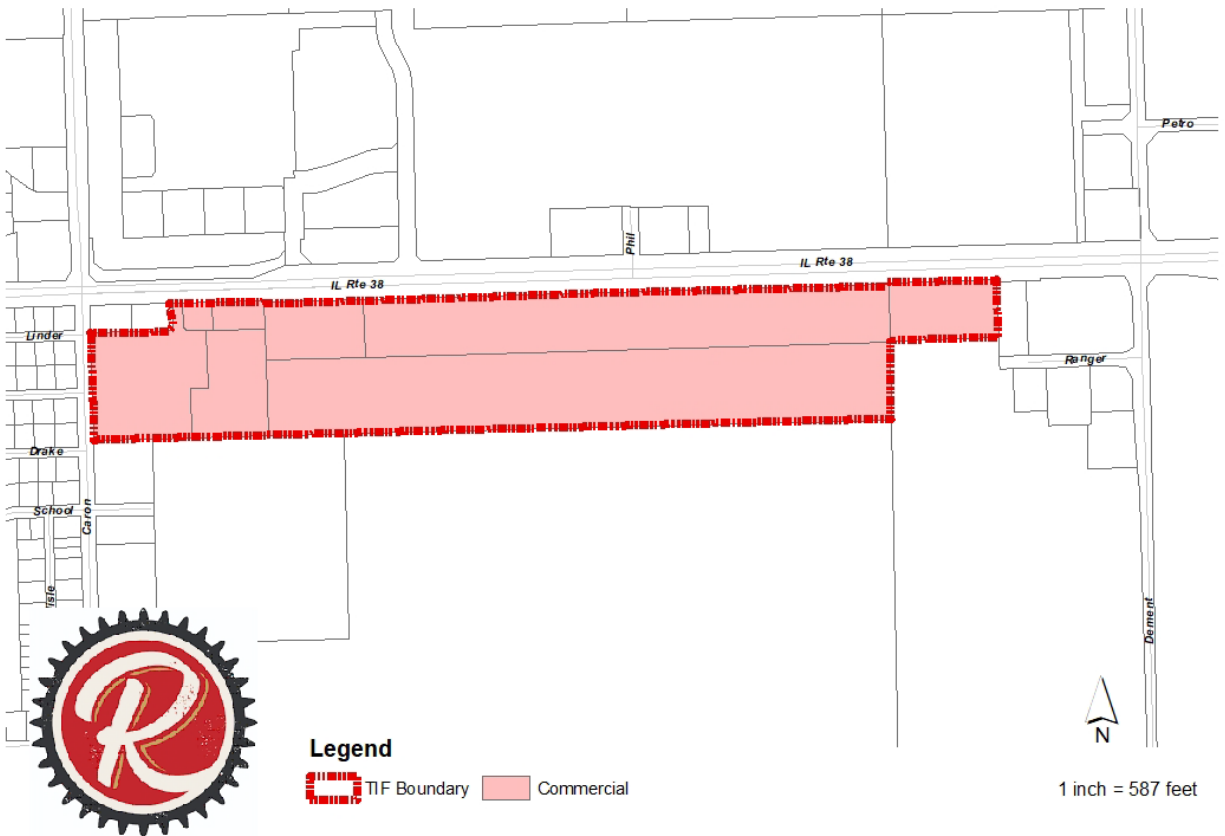 Petro
Phil
IL Rte 38
IL Rte 38
Linder
Ranger
Drake
School
Caron
Dement
R
N
Legend
TIF Boundary
Commercial
1 inch = 587 feet